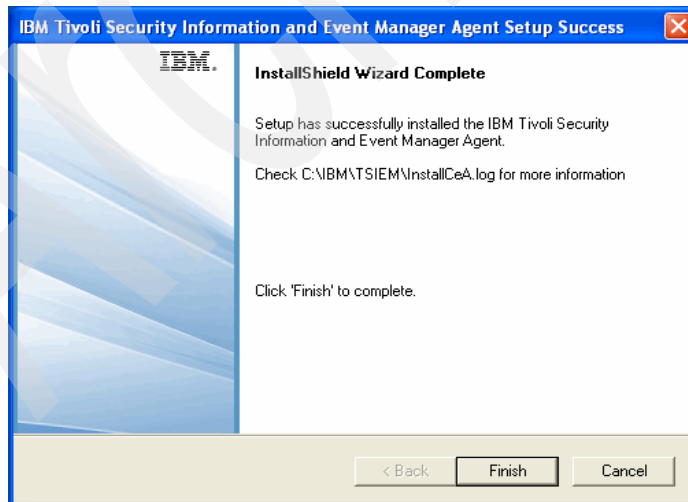 IBM Tivoli Security Information and Event Manager Agent Setup Success
IBM.
InstallShield Wizard Complete
Setup has successfully installed the IBM Tivoli Security
Information and Event Manager Agent.
Check C:\IBM\TSIEM\InstallCeA.log for more information
Click 'Finish' to complete.
< Back
Finish
Cancel